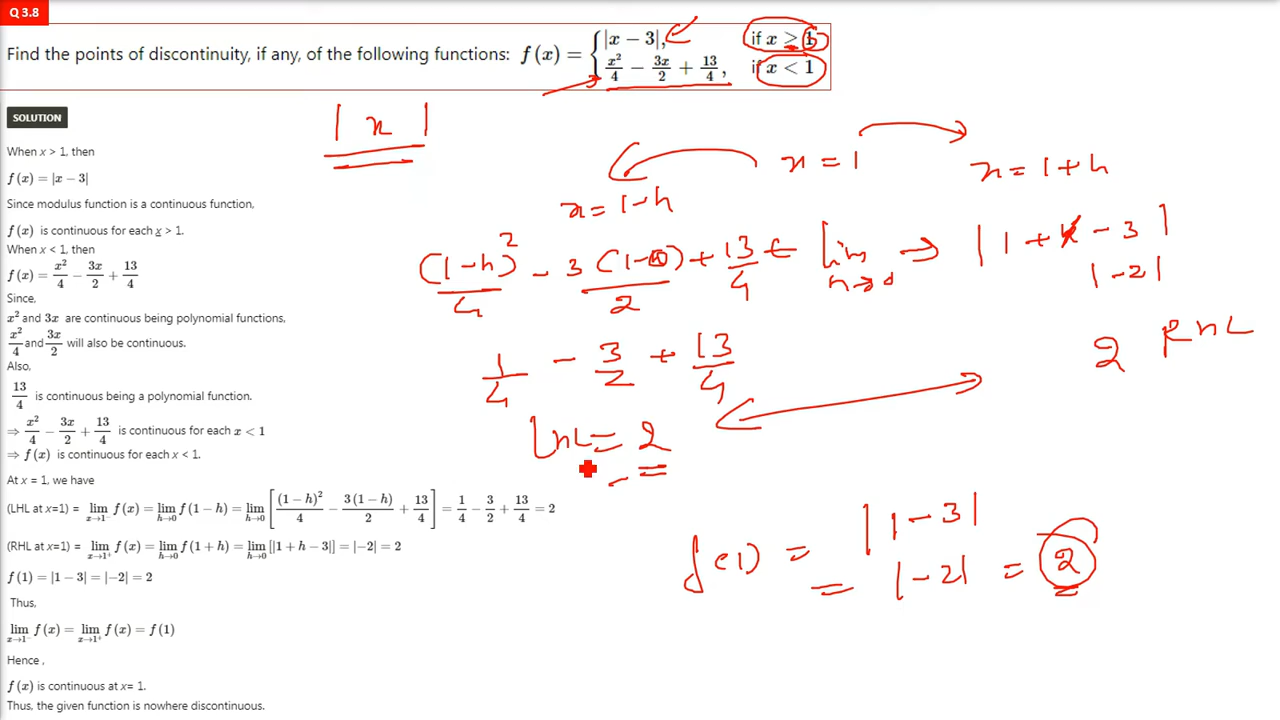 Q 3.8
Find the points of discontinuity, if any, of the following functions: f(x) = { |x − 3|, if x ≥ 1
x²/4 − 3x/2 + 13/4, if x < 1
SOLUTION
When x > 1, then
f(x) = |x − 3|
Since modulus function is a continuous function,
f(x) is continuous for each x > 1.
When x < 1, then
f(x) = x²/4 − 3x/2 + 13/4
Since,
x² and 3x are continuous being polynomial functions,
x²/4 and 3x/2 will also be continuous.
Also,
13/4 is continuous being a polynomial function.
⇒ x²/4 − 3x/2 + 13/4 is continuous for each x < 1
⇒ f(x) is continuous for each x < 1.
At x = 1, we have
(LHL at x=1) = lim x→1⁻ f(x) = lim h→0 f(1 − h) = lim h→0 [(1−h)²/4 − 3(1−h)/2 + 13/4] = 1/4 − 3/2 + 13/4 = 2
(RHL at x=1) = lim x→1⁺ f(x) = lim h→0 f(1 + h) = lim h→0 [|1 + h − 3|] = |−2| = 2
f(1) = |1 − 3| = |−2| = 2
Thus,
lim x→1⁻ f(x) = lim x→1⁺ f(x) = f(1)
Hence ,
f(x) is continuous at x= 1.
Thus, the given function is nowhere discontinuous.
|x|
x = 1
x = 1-h
x = 1+h
(1-h)²/4 - 3(1-0)/2 + 13/4 ← lim h→0 → |1+h-3|
|-2|
1/4 - 3/2 + 13/4
2 RHL
LHL = 2
f(1) = |1-3|
= |-2| = 2